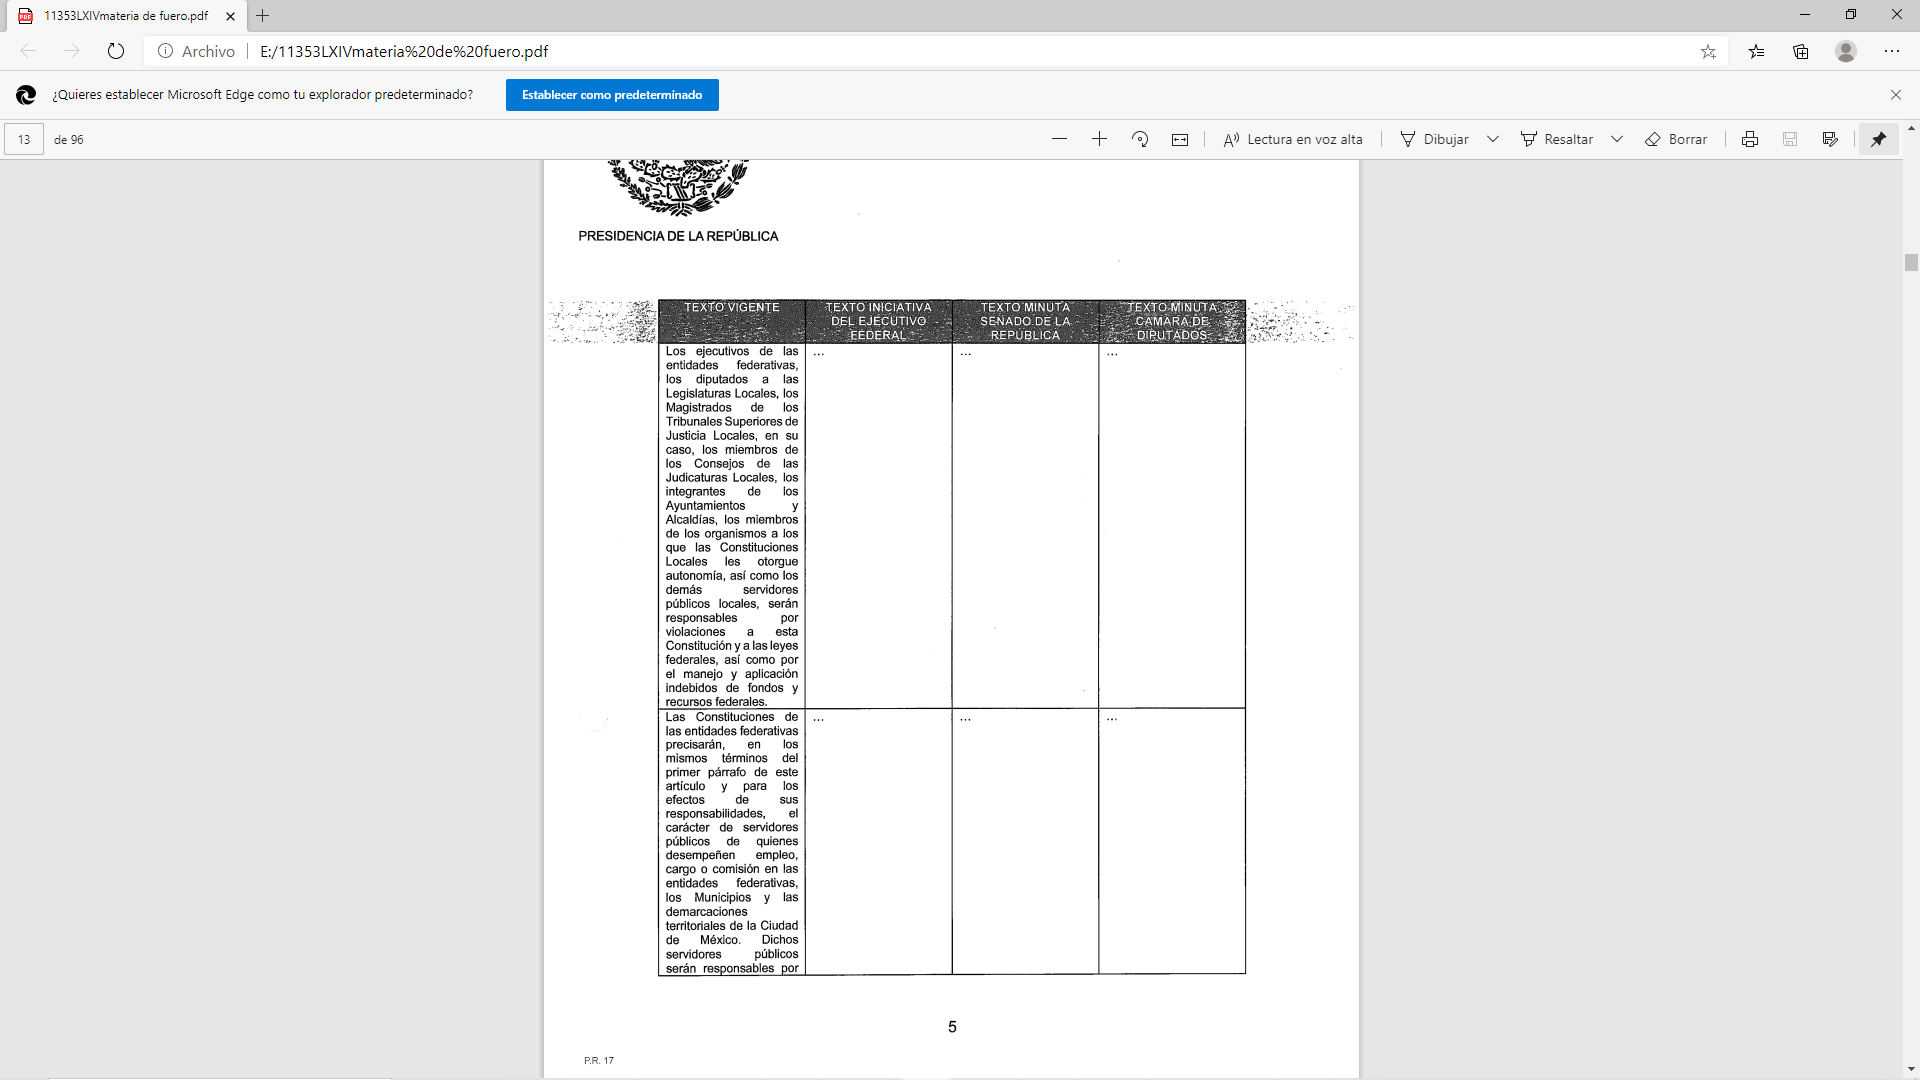 11353LXIVmateria de fuero.pdf
Archivo
E:/11353LXIVmateria%20de%20fuero.pdf
¿Quieres establecer Microsoft Edge como tu explorador predeterminado?
Establecer como predeterminado
13
de 96
Lectura en voz alta
Dibujar
Resaltar
Borrar
PRESIDENCIA DE LA REPÚBLICA
TEXTO VIGENTE
TEXTO INICIATIVA
DEL EJECUTIVO
FEDERAL
TEXTO MINUTA
SENADO DE LA
REPÚBLICA
TEXTO MINUTA
CÁMARA DE
DIPUTADOS
Los ejecutivos de las
entidades federativas,
los diputados a las
Legislaturas Locales, los
Magistrados de los
Tribunales Superiores de
Justicia Locales, en su
caso, los miembros de
los Consejos de las
Judicaturas Locales, los
integrantes de los
Ayuntamientos y
Alcaldías, los miembros
de los organismos a los
que las Constituciones
Locales les otorgue
autonomía, así como los
demás servidores
públicos locales, serán
responsables por
violaciones a esta
Constitución y a las leyes
federales, así como por
el manejo y aplicación
indebidos de fondos y
recursos federales.
...
...
...
Las Constituciones de
las entidades federativas
precisarán, en los
mismos términos del
primer párrafo de este
artículo y para los
efectos de sus
responsabilidades, el
carácter de servidores
públicos de quienes
desempeñen empleo,
cargo o comisión en las
entidades federativas,
los Municipios y las
demarcaciones
territoriales de la Ciudad
de México. Dichos
servidores públicos
serán responsables por
...
...
...
5
P.R. 17